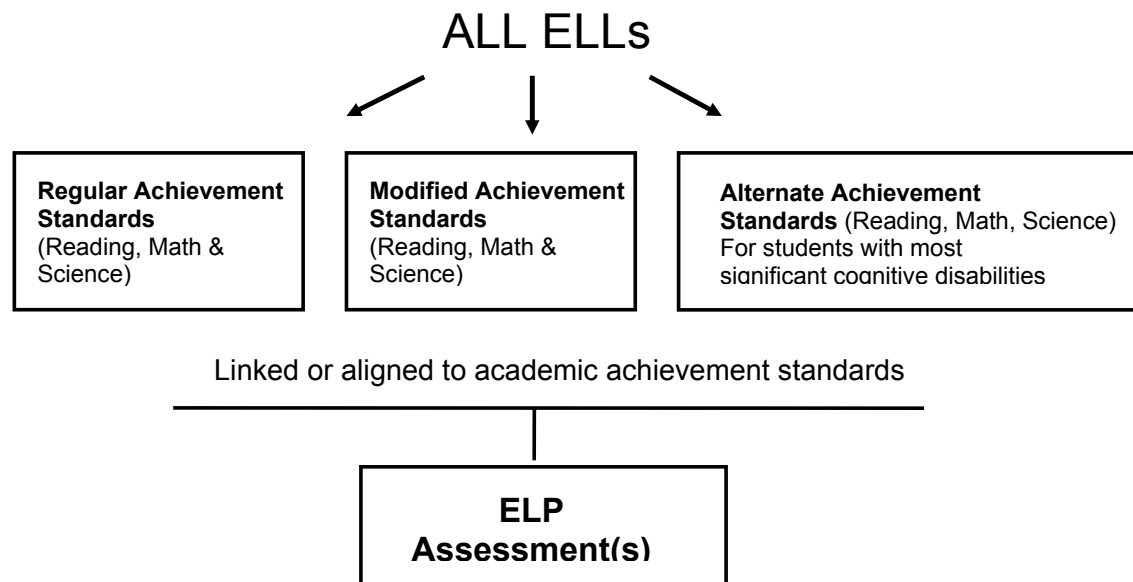 ALL ELLs
Regular Achievement
Standards
(Reading, Math &
Science)
Modified Achievement
Standards
(Reading, Math &
Science)
Alternate Achievement
Standards (Reading, Math, Science)
For students with most
significant cognitive disabilities
Linked or aligned to academic achievement standards
ELP
Assessment(s)